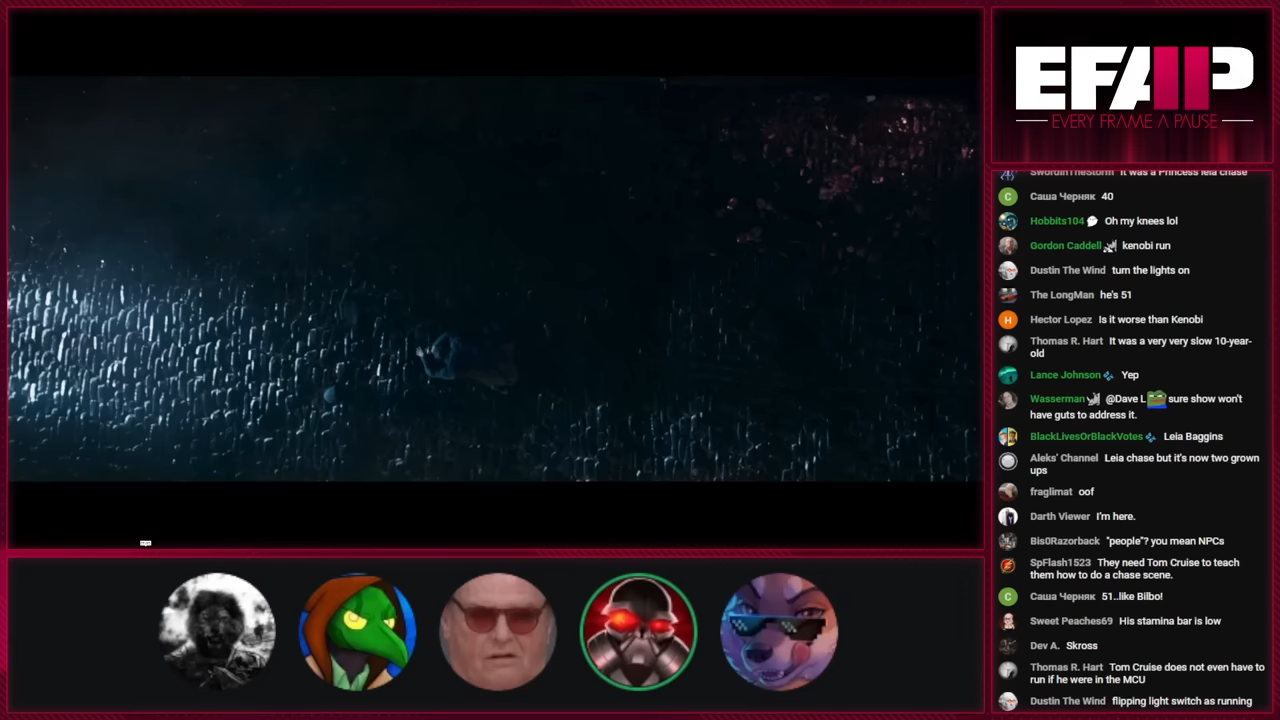 EFAP
EVERY FRAME A PAUSE
SwordInTheStorm It was a Princess leia chase
C Саша Черняк 40
Hobbits104 Oh my knees lol
Gordon Caddell kenobi run
Dustin The Wind turn the lights on
The LongMan he's 51
H Hector Lopez Is it worse than Kenobi
Thomas R. Hart It was a very very slow 10-year-
old
Lance Johnson Yep
Wasserman @Dave L sure show won't
have guts to address it.
BlackLivesOrBlackVotes Leia Baggins
Aleks' Channel Leia chase but it's now two grown
ups
fraglimat oof
Darth Viewer I'm here.
Bis0Razorback "people"? you mean NPCs
SpFlash1523 They need Tom Cruise to teach
them how to do a chase scene.
C Саша Черняк 51..like Bilbo!
Sweet Peaches69 His stamina bar is low
Dev A. Skross
Thomas R. Hart Tom Cruise does not even have to
run if he were in the MCU
Dustin The Wind flipping light switch as running